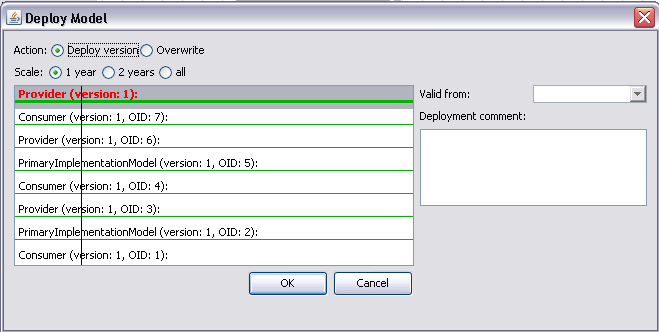 Deploy Model
Action: Deploy version Overwrite
Scale: 1 year 2 years all
Provider (version: 1):
Consumer (version: 1, OID: 7):
Provider (version: 1, OID: 6):
PrimaryImplementationModel (version: 1, OID: 5):
Consumer (version: 1, OID: 4):
Provider (version: 1, OID: 3):
PrimaryImplementationModel (version: 1, OID: 2):
Consumer (version: 1, OID: 1):
Valid from:
Deployment comment:
OK Cancel